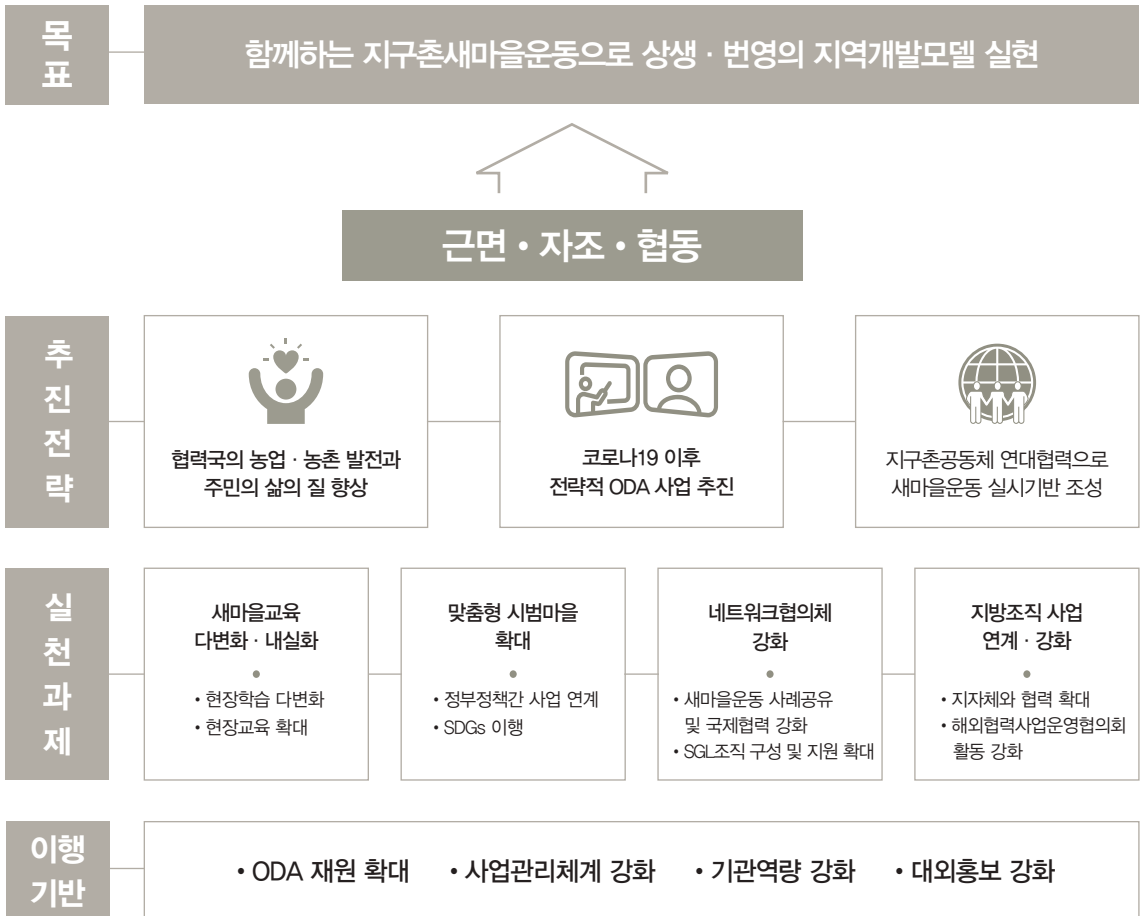 목
표
함께하는 지구촌새마을운동으로 상생 · 번영의 지역개발모델 실현
근면 • 자조 • 협동
추
진
전
략
협력국의 농업 · 농촌 발전과
주민의 삶의 질 향상
코로나19 이후
전략적 ODA 사업 추진
지구촌공동체 연대협력으로
새마을운동 실시기반 조성
실
천
과
제
새마을교육
다변화 · 내실화
• 현장학습 다변화
• 현장교육 확대
맞춤형 시범마을
확대
• 정부정책간 사업 연계
• SDGs 이행
네트워크협의체
강화
• 새마을운동 사례공유
및 국제협력 강화
• SGL조직 구성 및 지원 확대
지방조직 사업
연계 · 강화
• 지자체와 협력 확대
• 해외협력사업운영협의회
활동 강화
이행
기반
• ODA 재원 확대 • 사업관리체계 강화 • 기관역량 강화 • 대외홍보 강화